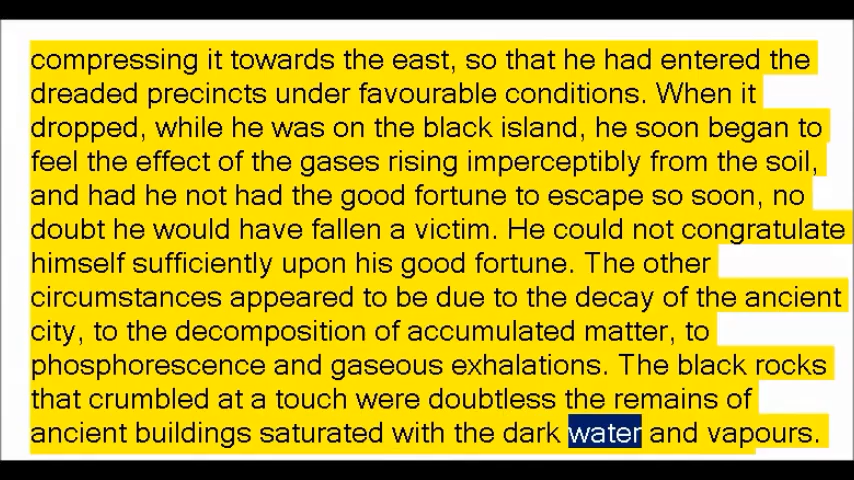 compressing it towards the east, so that he had entered the
dreaded precincts under favourable conditions. When it
dropped, while he was on the black island, he soon began to
feel the effect of the gases rising imperceptibly from the soil,
and had he not had the good fortune to escape so soon, no
doubt he would have fallen a victim. He could not congratulate
himself sufficiently upon his good fortune. The other
circumstances appeared to be due to the decay of the ancient
city, to the decomposition of accumulated matter, to
phosphorescence and gaseous exhalations. The black rocks
that crumbled at a touch were doubtless the remains of
ancient buildings saturated with the dark water and vapours.